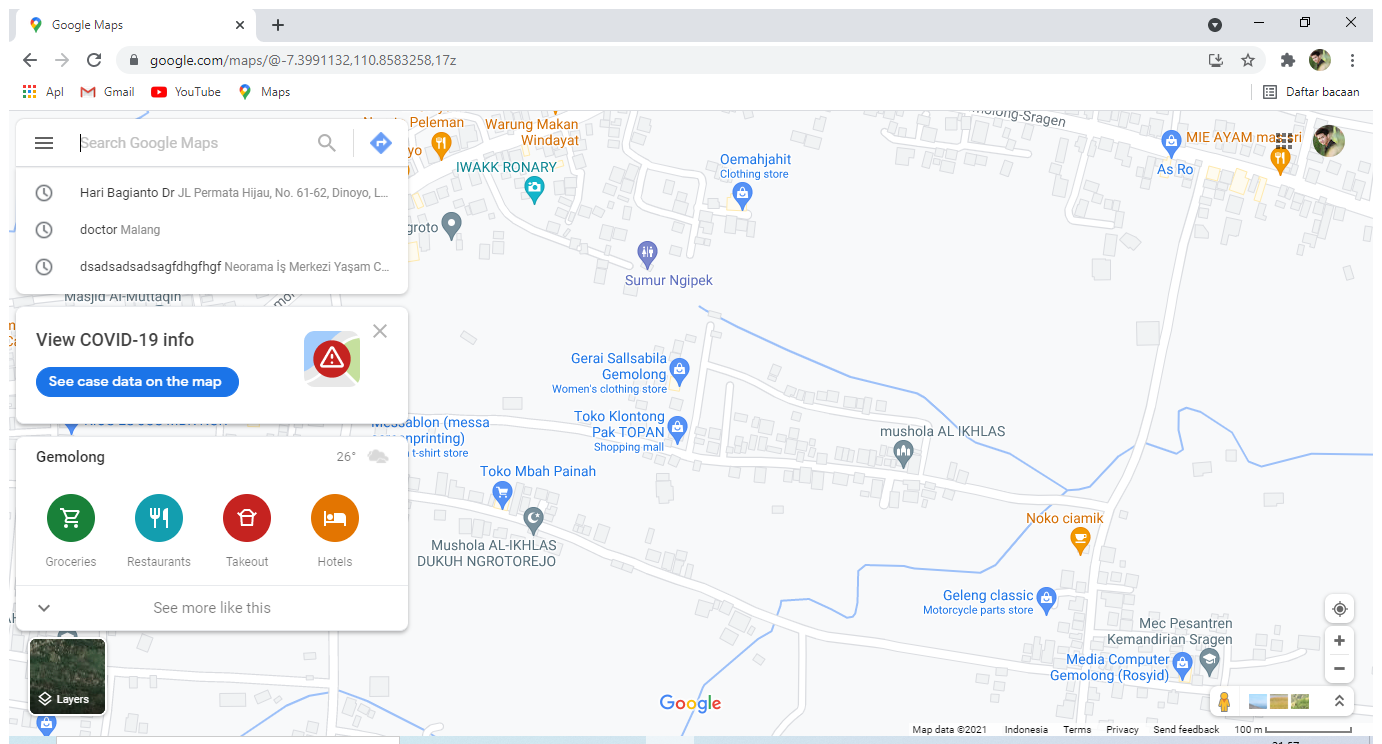 Google Maps
google.com/maps/@-7.3991132,110.8583258,17z
Apl
Gmail
YouTube
Maps
Daftar bacaan
Search Google Maps
Hari Bagianto Dr JL Permata Hijau, No. 61-62, Dinoyo, L...
doctor Malang
dsadsadsadsagfdhgfhgf Neorama İş Merkezi Yaşam C...
Masjid Al-Muttaqin
View COVID-19 info
See case data on the map
Gemolong
26°
Groceries
Restaurants
Takeout
Hotels
See more like this
Layers
Peleman
Warung Makan
Windayat
IWAKK RONARY
groto
Oemahjahit
Clothing store
Sumur Ngipek
olong-Sragen
As Ro
MIE AYAM
Gerai Sallsabila
Gemolong
Women's clothing store
Toko Klontong
Pak TOPAN
Shopping mall
Messablon (messa
t-shirt store
mushola AL IKHLAS
Toko Mbah Painah
Mushola AL-IKHLAS
DUKUH NGROTOREJO
Noko ciamik
Geleng classic
Motorcycle parts store
Mec Pesantren
Kemandirian Sragen
Media Computer
Gemolong (Rosyid)
Google
Map data ©2021
Indonesia
Terms
Privacy
Send feedback
100 m